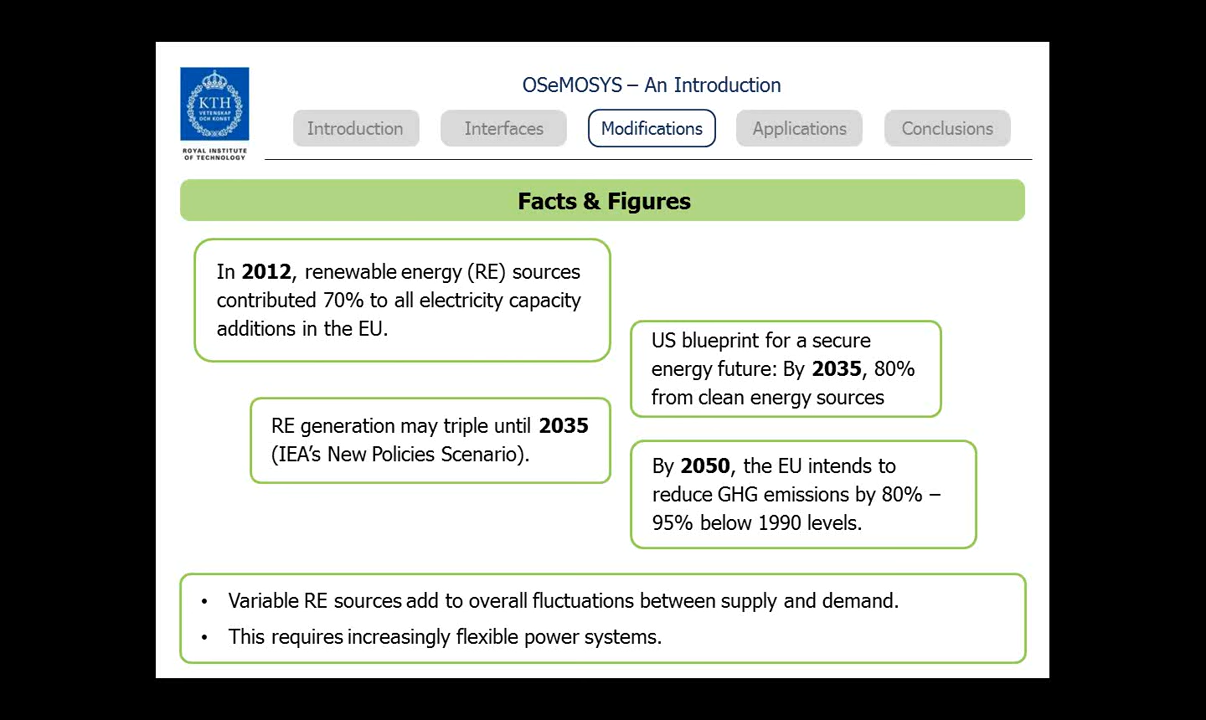 OSeMOSYS – An Introduction
KTH
VETENSKAP
OCH KONST
ROYAL INSTITUTE
OF TECHNOLOGY
Introduction
Interfaces
Modifications
Applications
Conclusions
Facts & Figures
In 2012, renewable energy (RE) sources
contributed 70% to all electricity capacity
additions in the EU.
US blueprint for a secure
energy future: By 2035, 80%
from clean energy sources
RE generation may triple until 2035
(IEA's New Policies Scenario).
By 2050, the EU intends to
reduce GHG emissions by 80% –
95% below 1990 levels.
• Variable RE sources add to overall fluctuations between supply and demand.
• This requires increasingly flexible power systems.